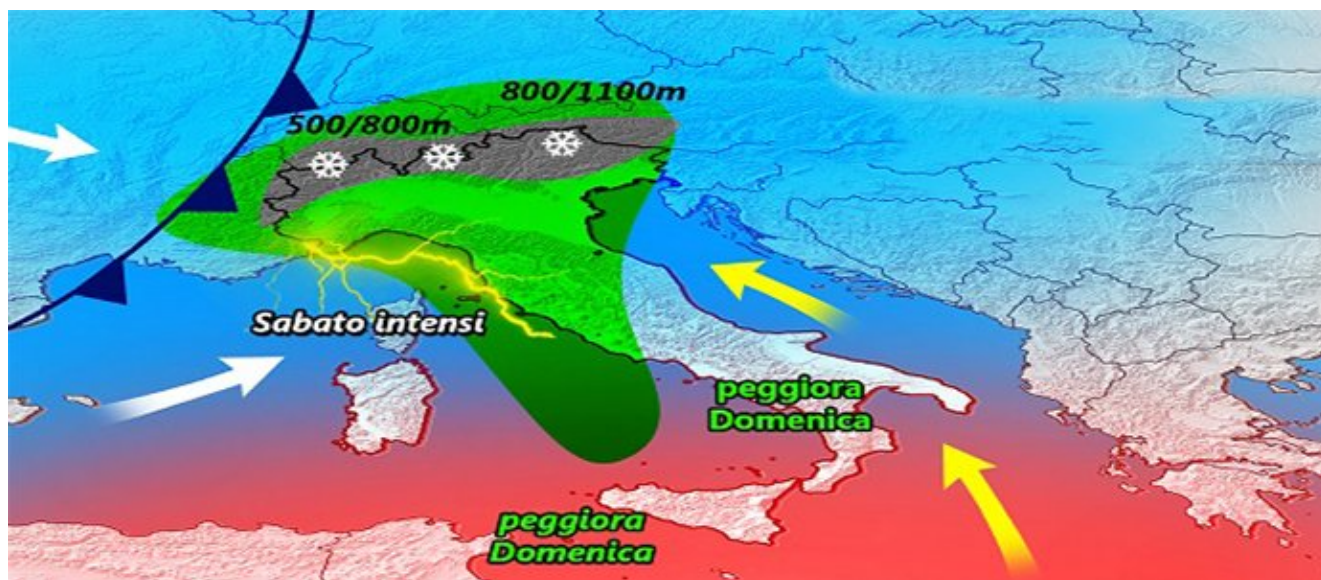 800/1100m
500/800m
Sabato intensi
peggiora
Domenica
peggiora
Domenica